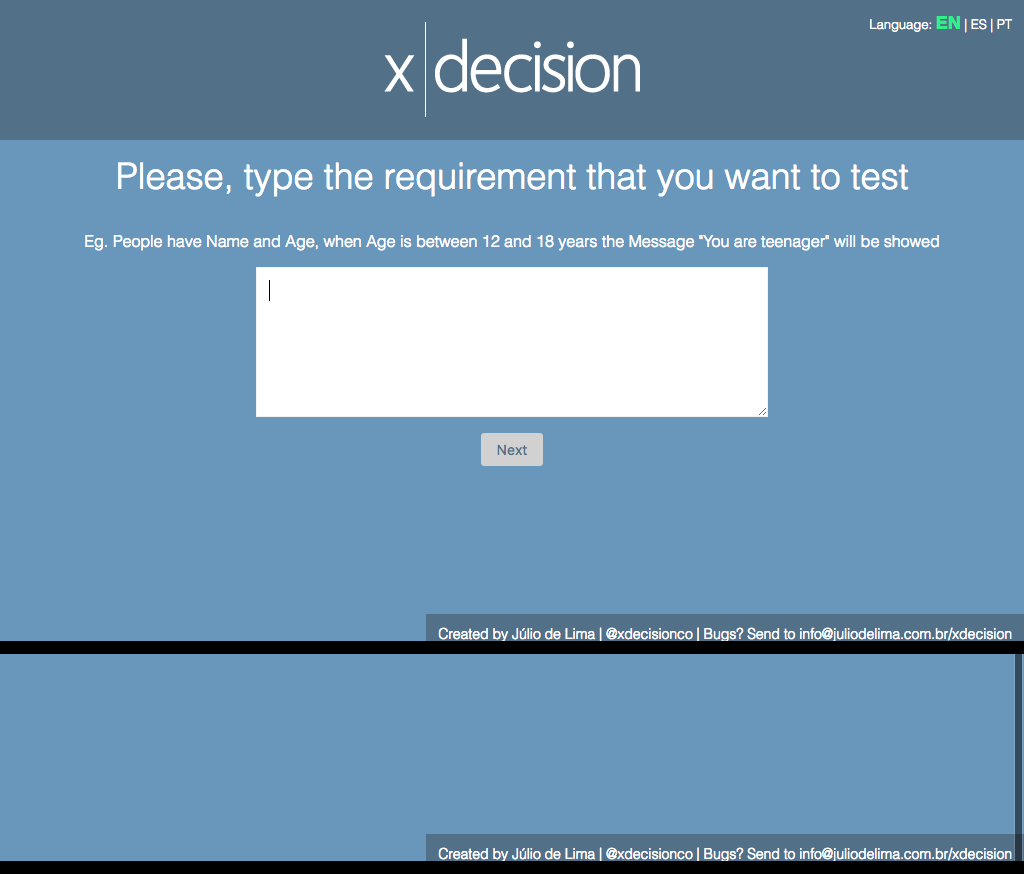 Language: EN | ES | PT
x | decision
Please, type the requirement that you want to test
Eg. People have Name and Age, when Age is between 12 and 18 years the Message "You are teenager" will be showed
Next
Created by Júlio de Lima | @xdecisionco | Bugs? Send to info@juliodelima.com.br/xdecision
Created by Júlio de Lima | @xdecisionco | Bugs? Send to info@juliodelima.com.br/xdecision